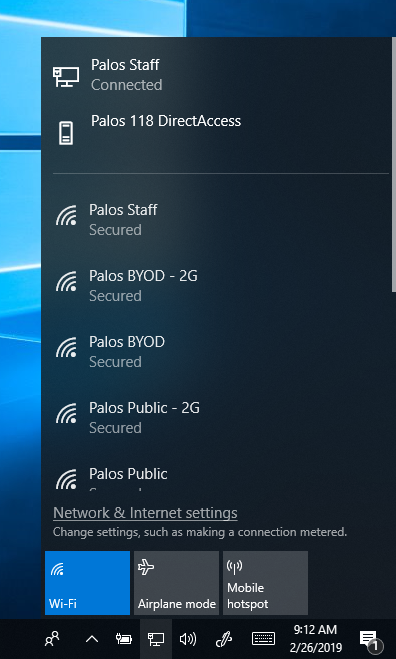 Palos Staff
Connected
Palos 118 DirectAccess
Palos Staff
Secured
Palos BYOD - 2G
Secured
Palos BYOD
Secured
Palos Public - 2G
Secured
Palos Public
Network & Internet settings
Change settings, such as making a connection metered.
Wi-Fi
Airplane mode
Mobile
hotspot
9:12 AM
2/26/2019
1